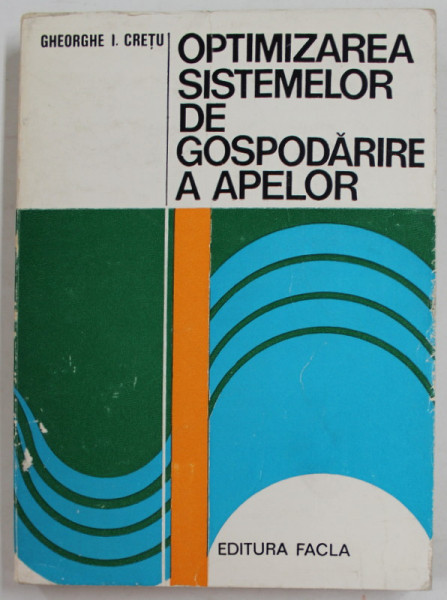 GHEORGHE I. CREȚU
OPTIMIZAREA
SISTEMELOR
DE
GOSPODĂRIRE
A APELOR
EDITURA FACLA